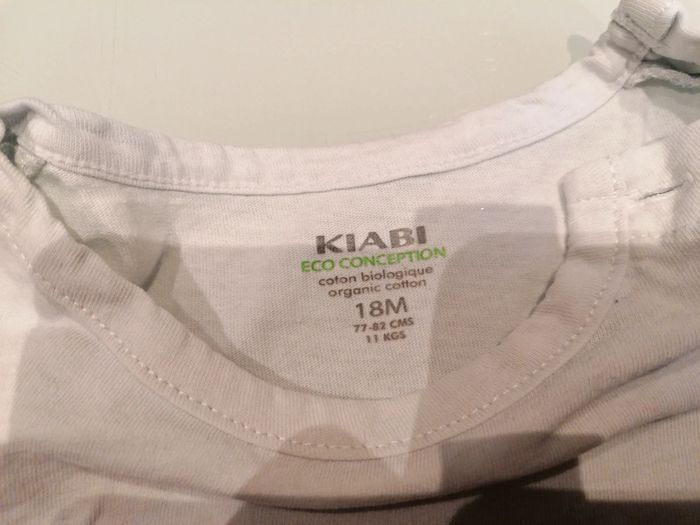 KIABI
ECO CONCEPTION
coton biologique
organic cotton
18M
77-82 CMS
11 KGS